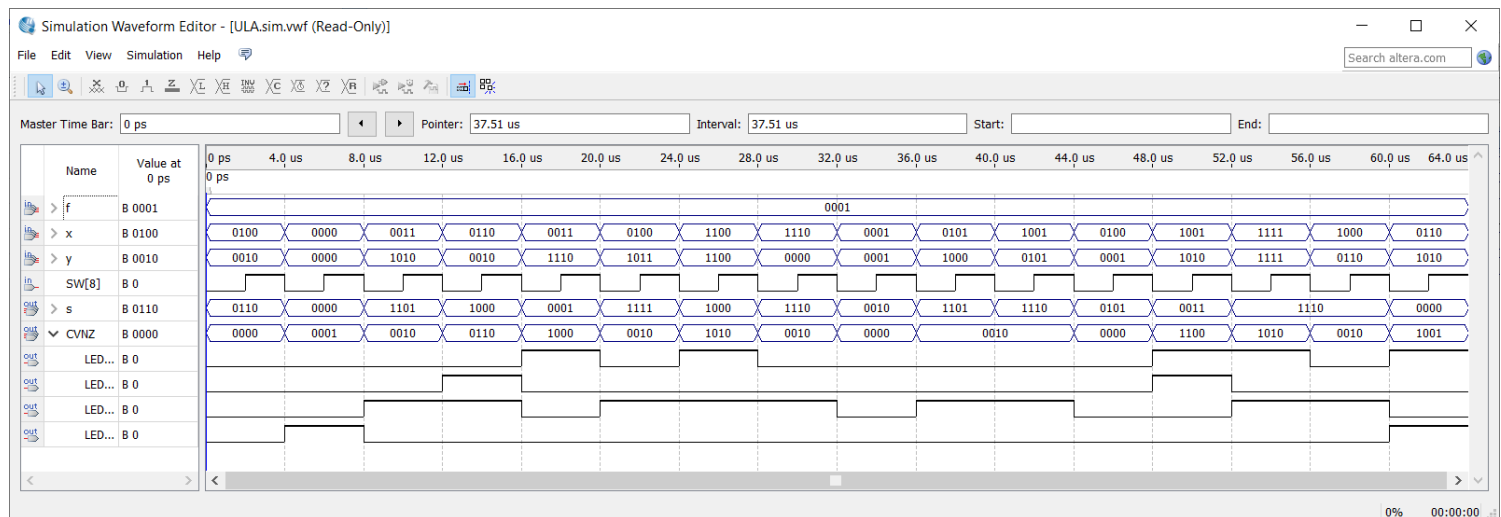 Simulation Waveform Editor - [ULA.sim.vwf (Read-Only)]
File Edit View Simulation Help
Search altera.com
Master Time Bar: 0 ps Pointer: 37.51 us Interval: 37.51 us Start: End:
Name Value at 0 ps
0 ps 4.0 us 8.0 us 12.0 us 16.0 us 20.0 us 24.0 us 28.0 us 32.0 us 36.0 us 40.0 us 44.0 us 48.0 us 52.0 us 56.0 us 60.0 us 64.0 us
0 ps
f B 0001 0001
x B 0100 0100 0000 0011 0110 0011 0100 1100 1110 0001 0101 1001 0100 1001 1111 1000 0110
y B 0010 0010 0000 1010 0010 1110 1011 1100 0000 0001 1000 0101 0001 1010 1111 0110 1010
SW[8] B 0
s B 0110 0110 0000 1101 1000 0001 1111 1000 1110 0010 1101 1110 0101 0011 1110 0000
CVNZ B 0000 0000 0001 0010 0110 1000 0010 1010 0010 0000 0010 0000 1100 1010 0010 1001
LED... B 0
LED... B 0
LED... B 0
LED... B 0
0% 00:00:00